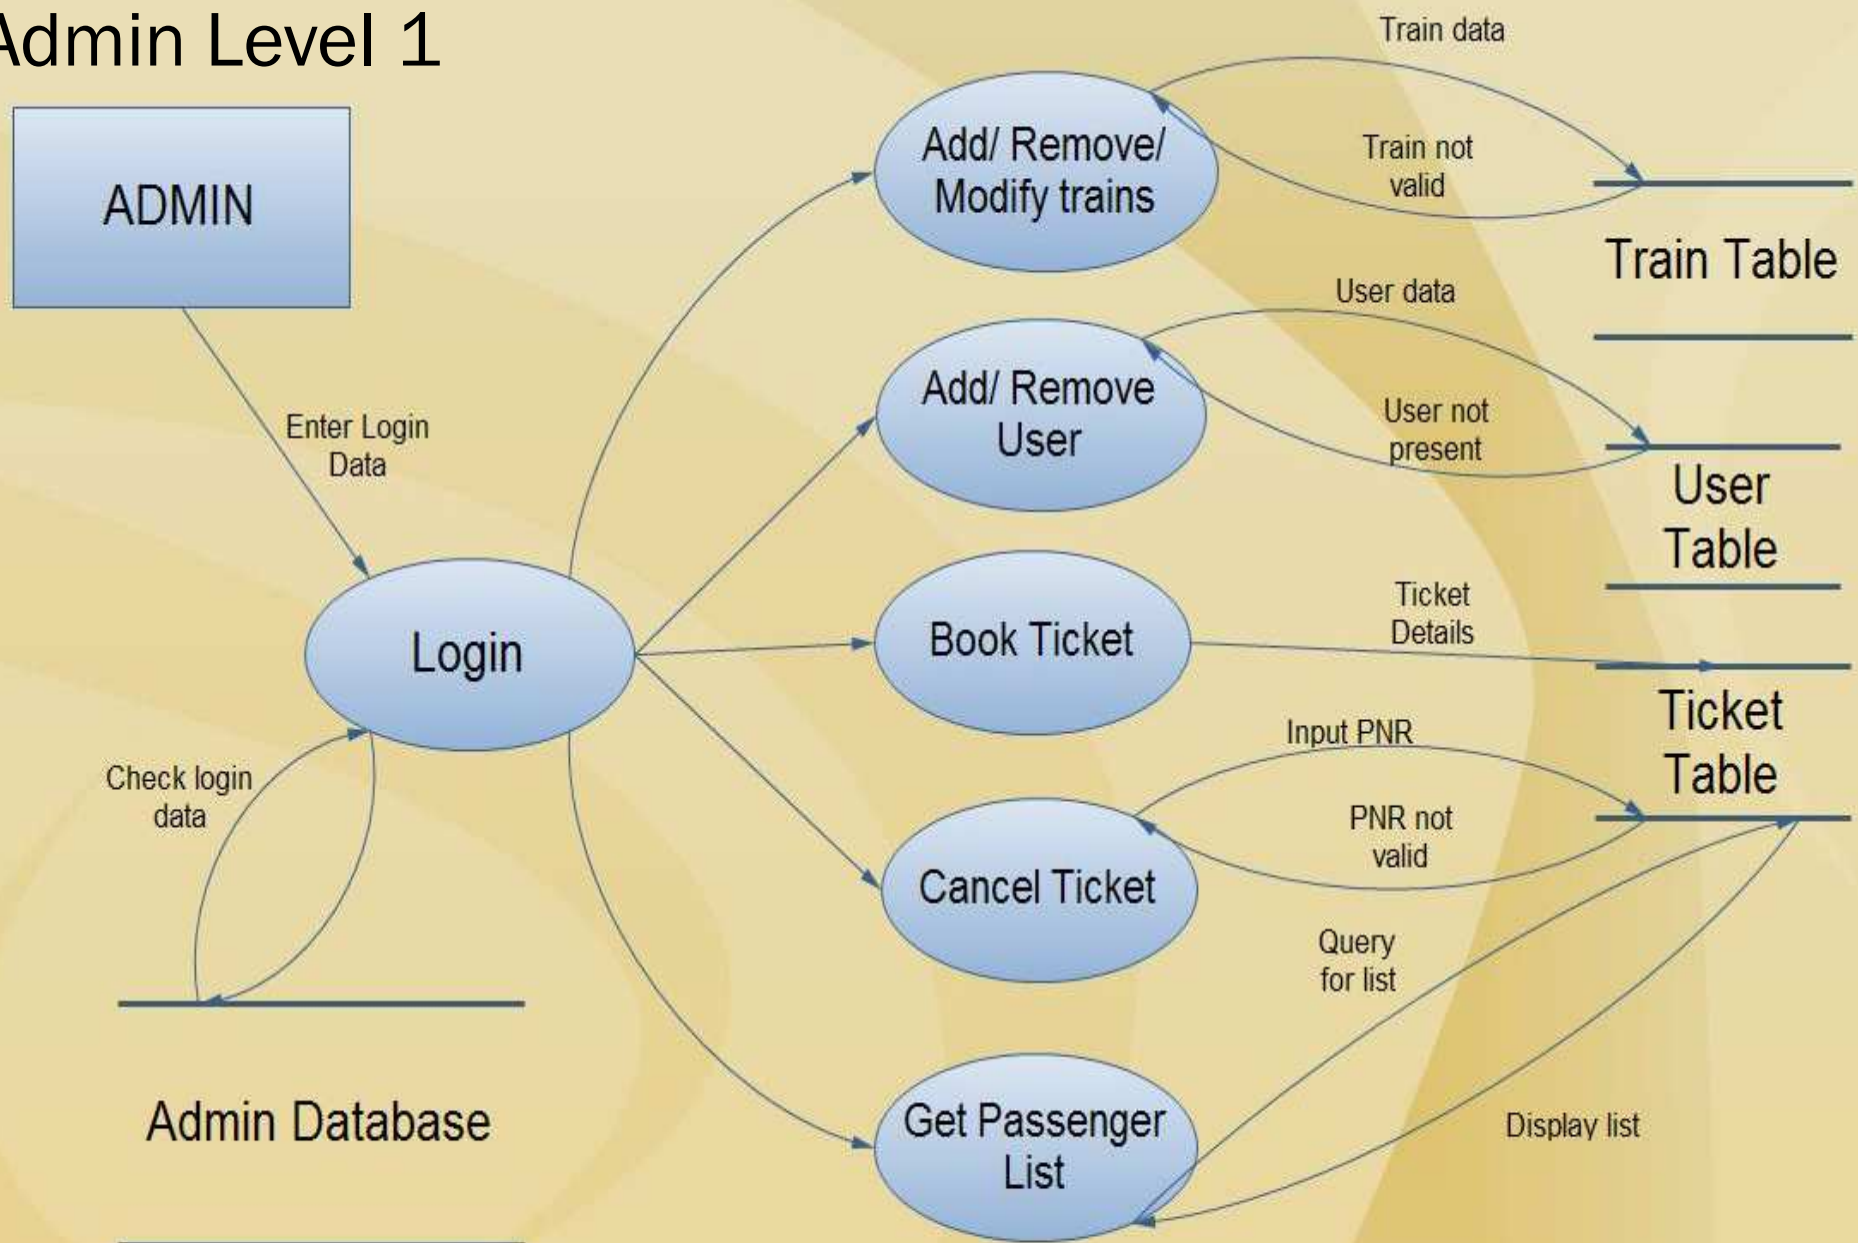 Admin Level 1
ADMIN
Enter Login
Data
Login
Check login
data
Admin Database
Add/ Remove/
Modify trains
Add/ Remove
User
Book Ticket
Cancel Ticket
Get Passenger
List
Train data
Train not
valid
Train Table
User data
User not
present
User
Table
Ticket
Details
Ticket
Table
Input PNR
PNR not
valid
Query
for list
Display list